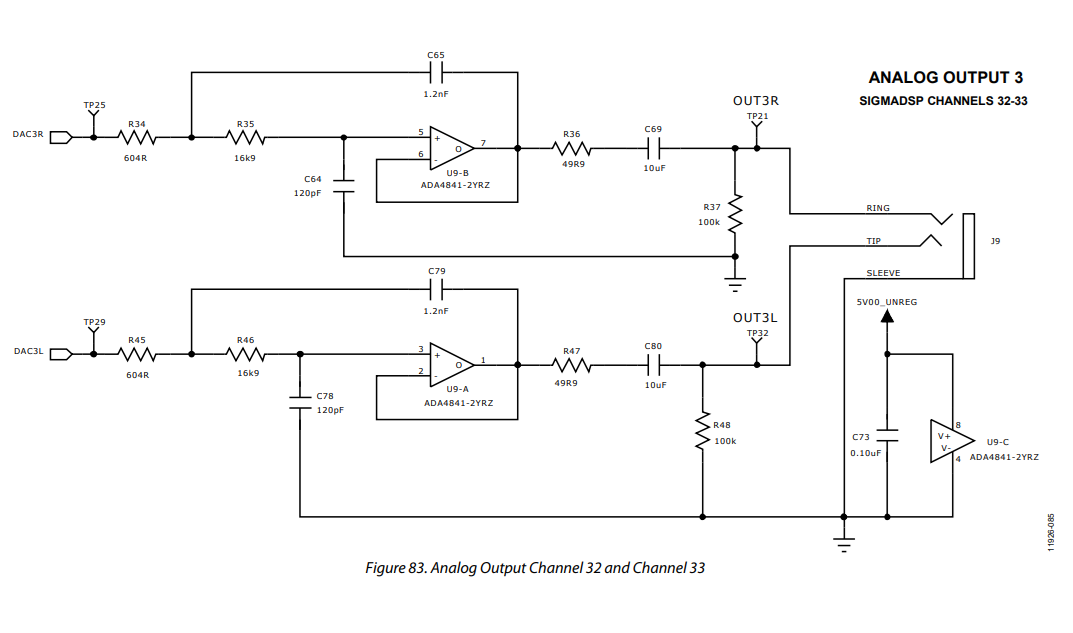 ANALOG OUTPUT 3
SIGMADSP CHANNELS 32-33
C65
1.2nF
OUT3R
TP21
TP25
DAC3R
R34
604R
R35
16k9
5
+
6
-
O
7
U9-B
ADA4841-2YRZ
C64
120pF
R36
49R9
C69
10uF
R37
100k
RING
TIP
SLEEVE
J9
C79
1.2nF
OUT3L
TP32
TP29
DAC3L
R45
604R
R46
16k9
3
+
2
-
O
1
U9-A
ADA4841-2YRZ
C78
120pF
R47
49R9
C80
10uF
R48
100k
5V00_UNREG
C73
0.10uF
8
V+
V-
4
U9-C
ADA4841-2YRZ
11926-085
Figure 83. Analog Output Channel 32 and Channel 33